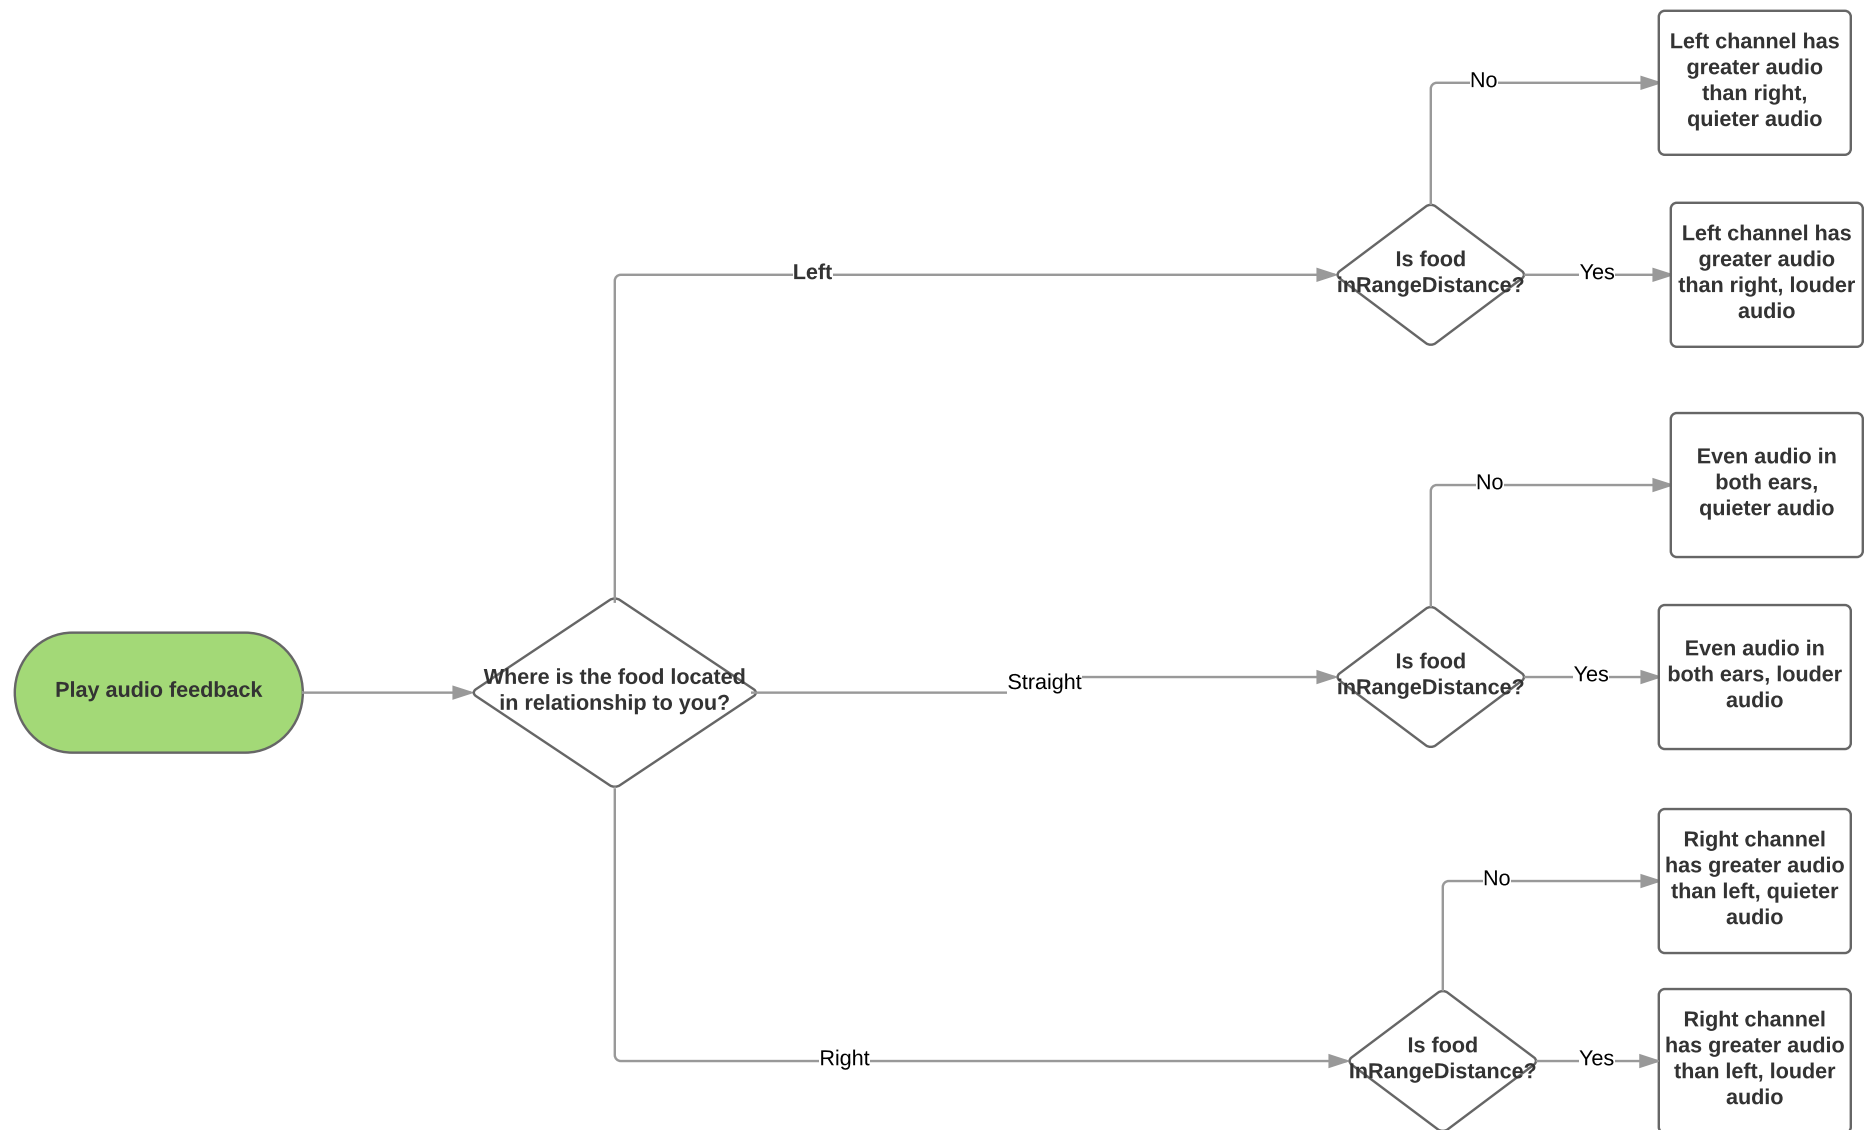 Play audio feedback
Where is the food located
in relationship to you?
Left
Is food
inRangeDistance?
No
Left channel has
greater audio
than right,
quieter audio
Yes
Left channel has
greater audio
than right, louder
audio
Straight
Is food
inRangeDistance?
No
Even audio in
both ears,
quieter audio
Yes
Even audio in
both ears, louder
audio
Right
Is food
inRangeDistance?
No
Right channel
has greater audio
than left, quieter
audio
Yes
Right channel
has greater audio
than left, louder
audio